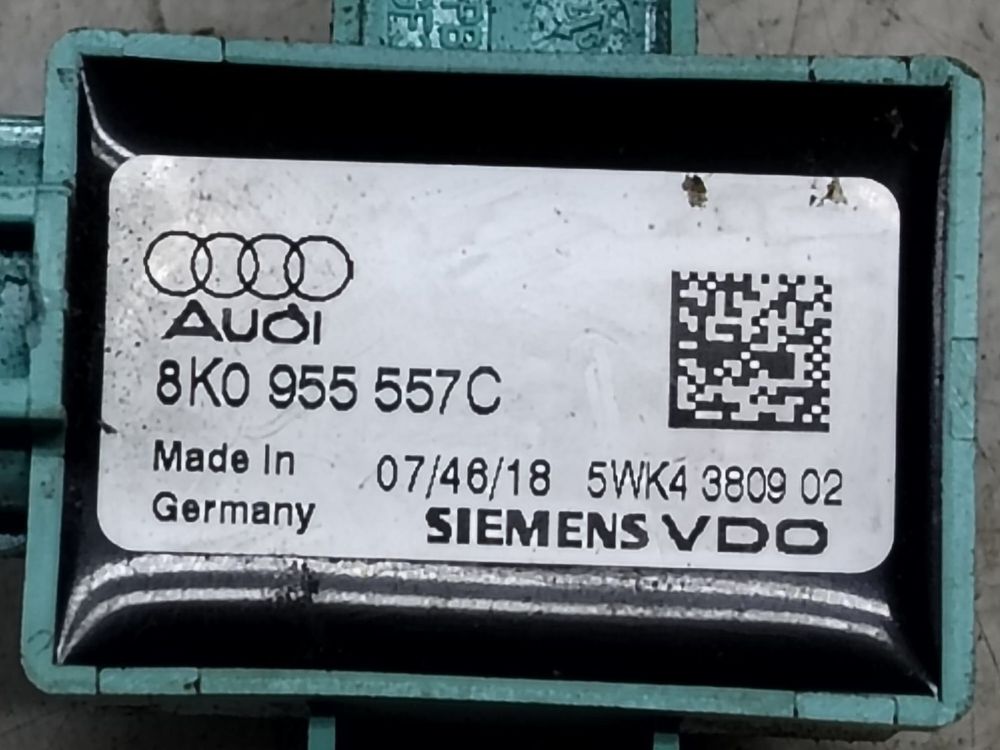 AUDI
8K0 955 557C
Made In
Germany
07/46/18 5WK4 3809 02
SIEMENS VDO